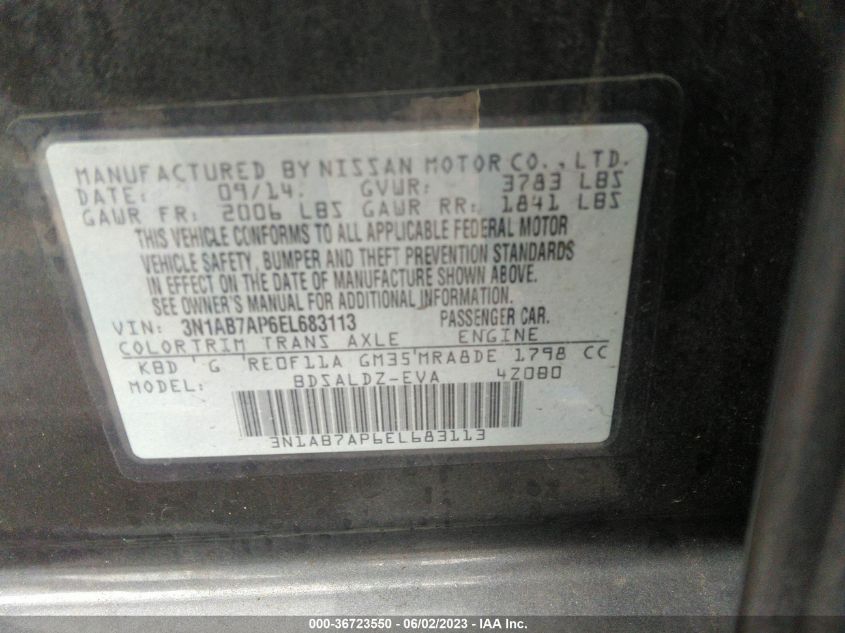 MANUFACTURED BY NISSAN MOTOR CO., LTD.
DATE: 09/14. GVWR: 3783 LBS
GAWR FR: 2006 LBS GAWR RR: 1841 LBS
THIS VEHICLE CONFORMS TO ALL APPLICABLE FEDERAL MOTOR
VEHICLE SAFETY, BUMPER AND THEFT PREVENTION STANDARDS
IN EFFECT ON THE DATE OF MANUFACTURE SHOWN ABOVE.
SEE OWNER'S MANUAL FOR ADDITIONAL INFORMATION.
VIN: 3N1AB7AP6EL683113 PASSENGER CAR.
COLOR TRIM TRANS AXLE ENGINE
KBD 'G 'RE0F11A GM35'MRA8DE 1798 CC
MODEL: BDSALDZ-EVA 4Z080
3N1AB7AP6EL683113
000-36723550 - 06/02/2023 - IAA Inc.